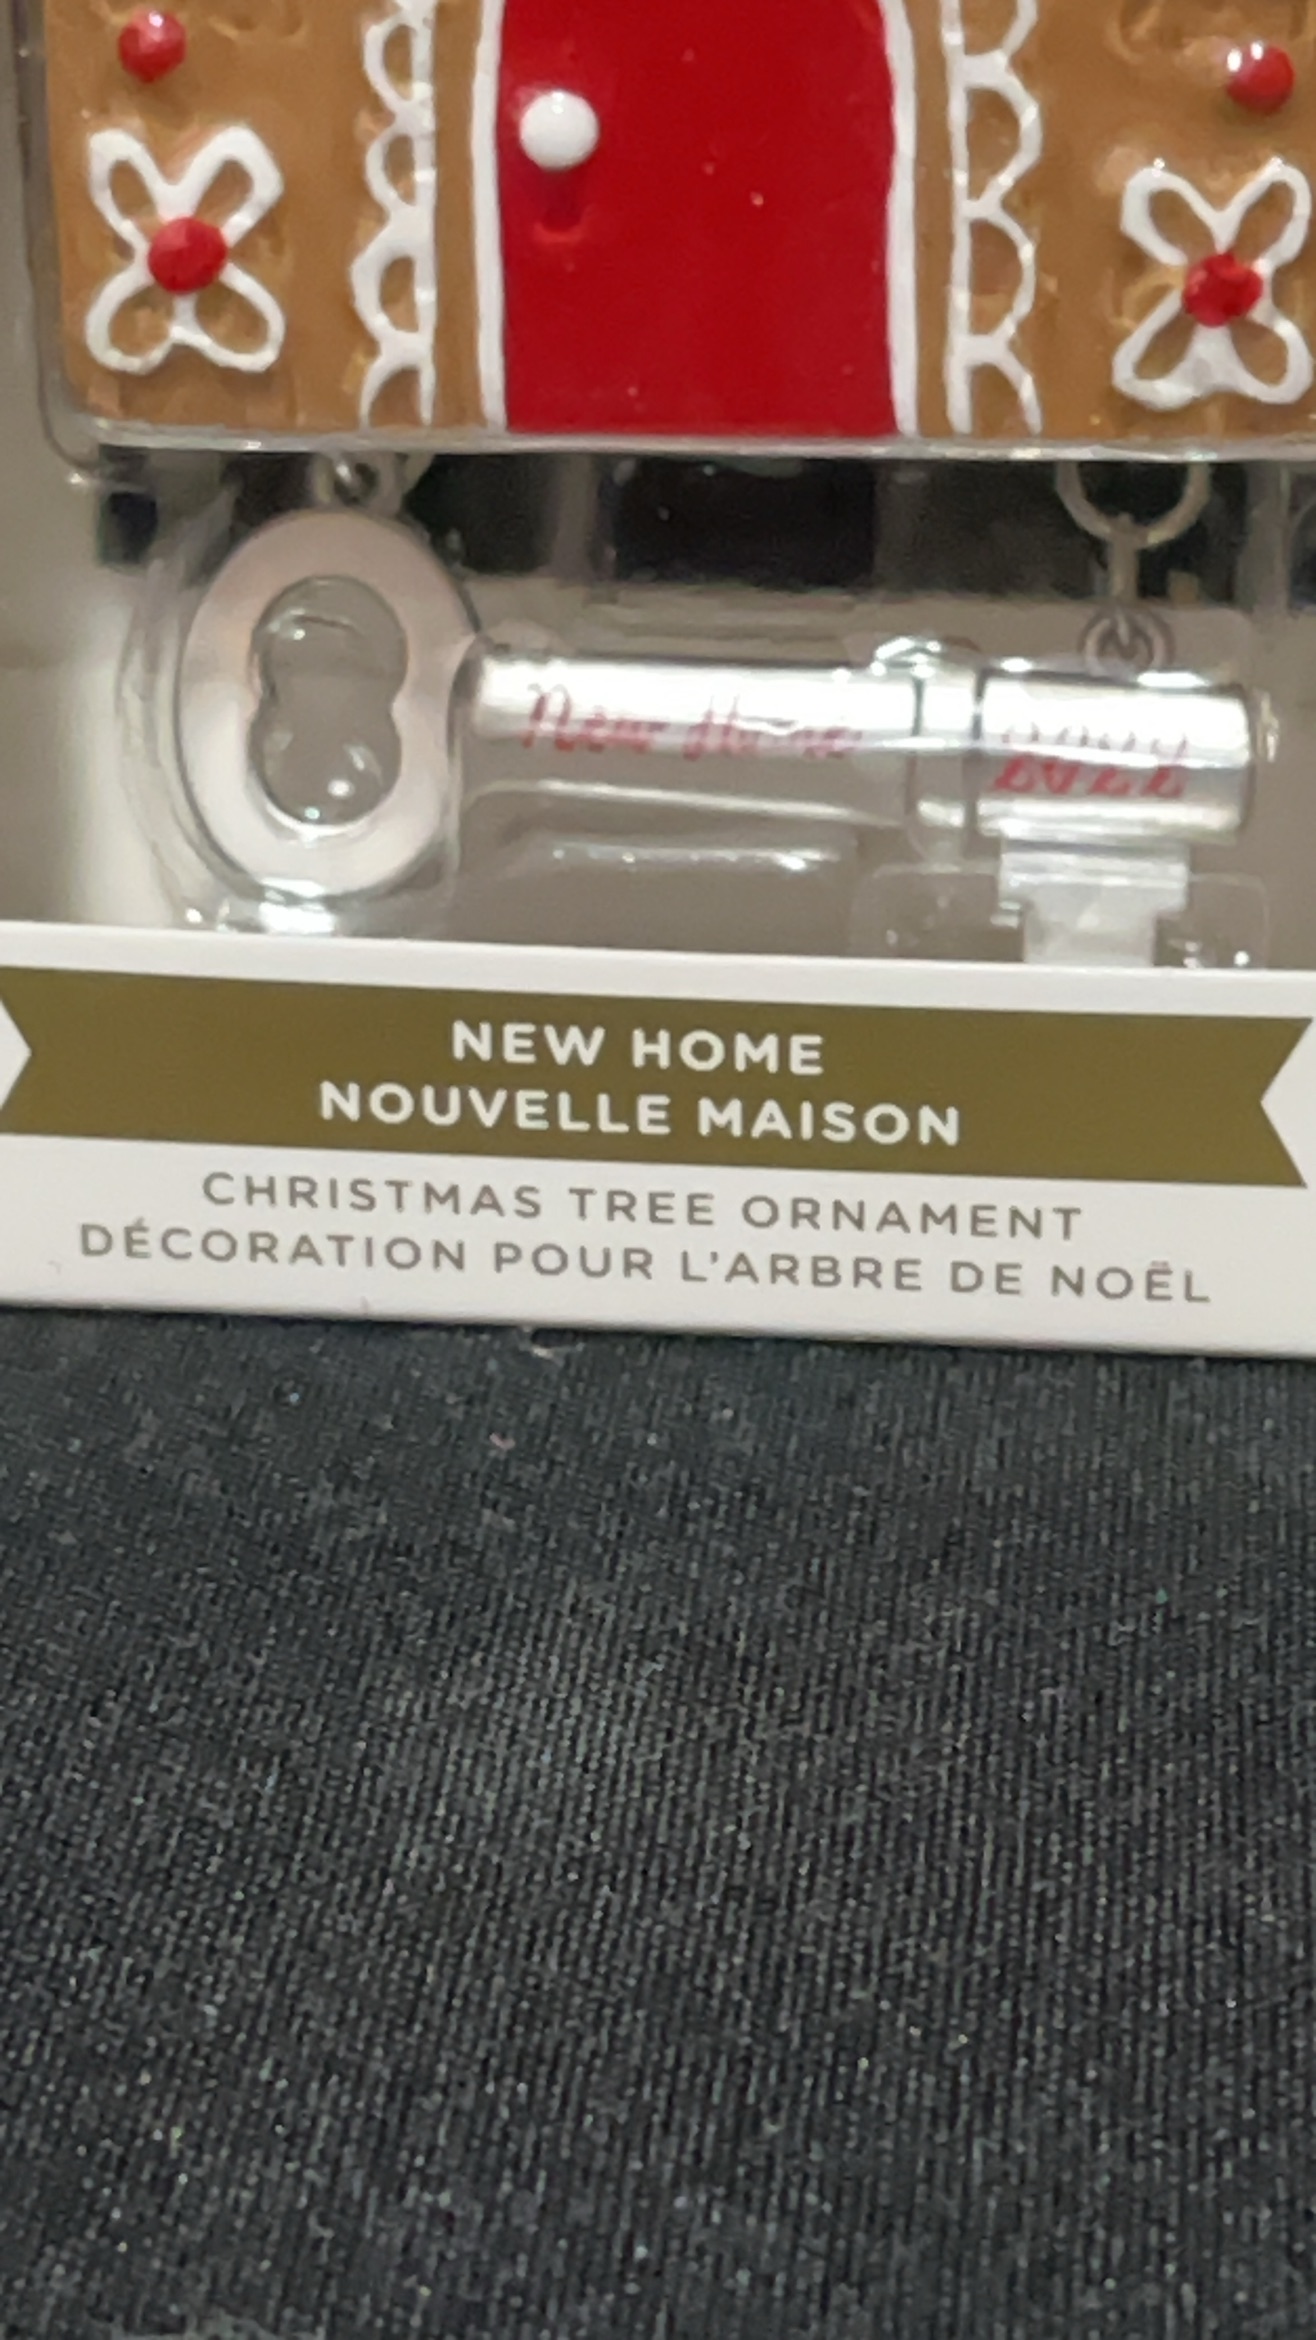 New Home
NEW HOME
NOUVELLE MAISON
CHRISTMAS TREE ORNAMENT
DÉCORATION POUR L'ARBRE DE NOËL